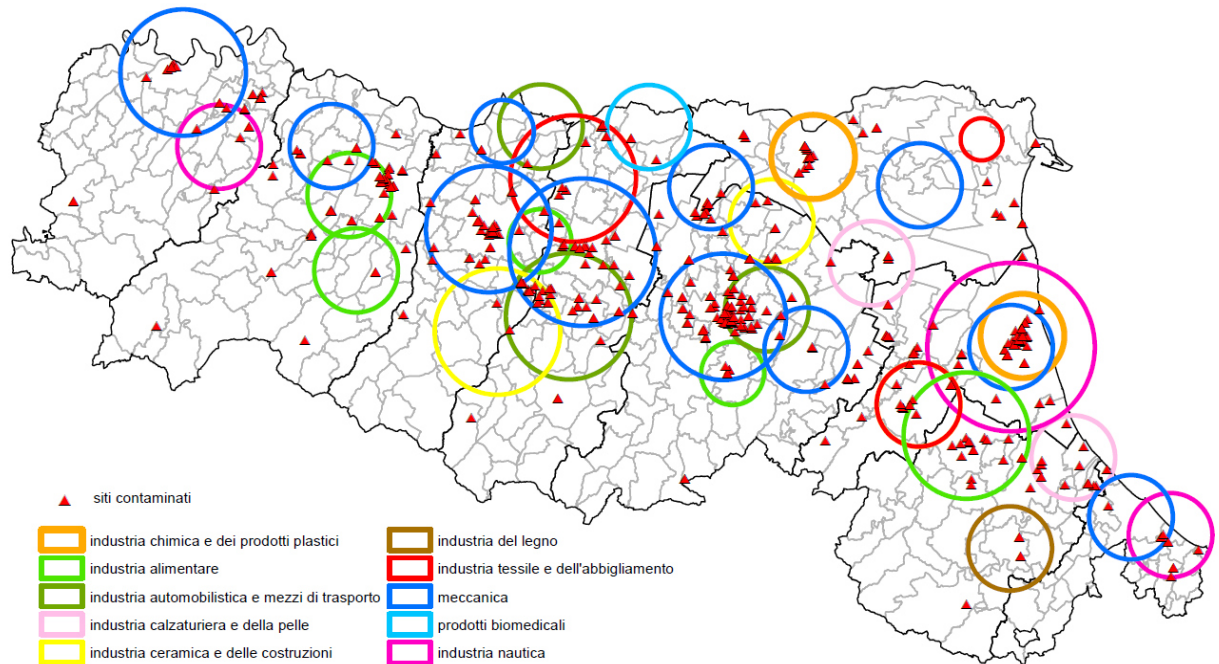 siti contaminati
industria chimica e dei prodotti plastici
industria alimentare
industria automobilistica e mezzi di trasporto
industria calzaturiera e della pelle
industria ceramica e delle costruzioni
industria del legno
industria tessile e dell'abbigliamento
meccanica
prodotti biomedicali
industria nautica